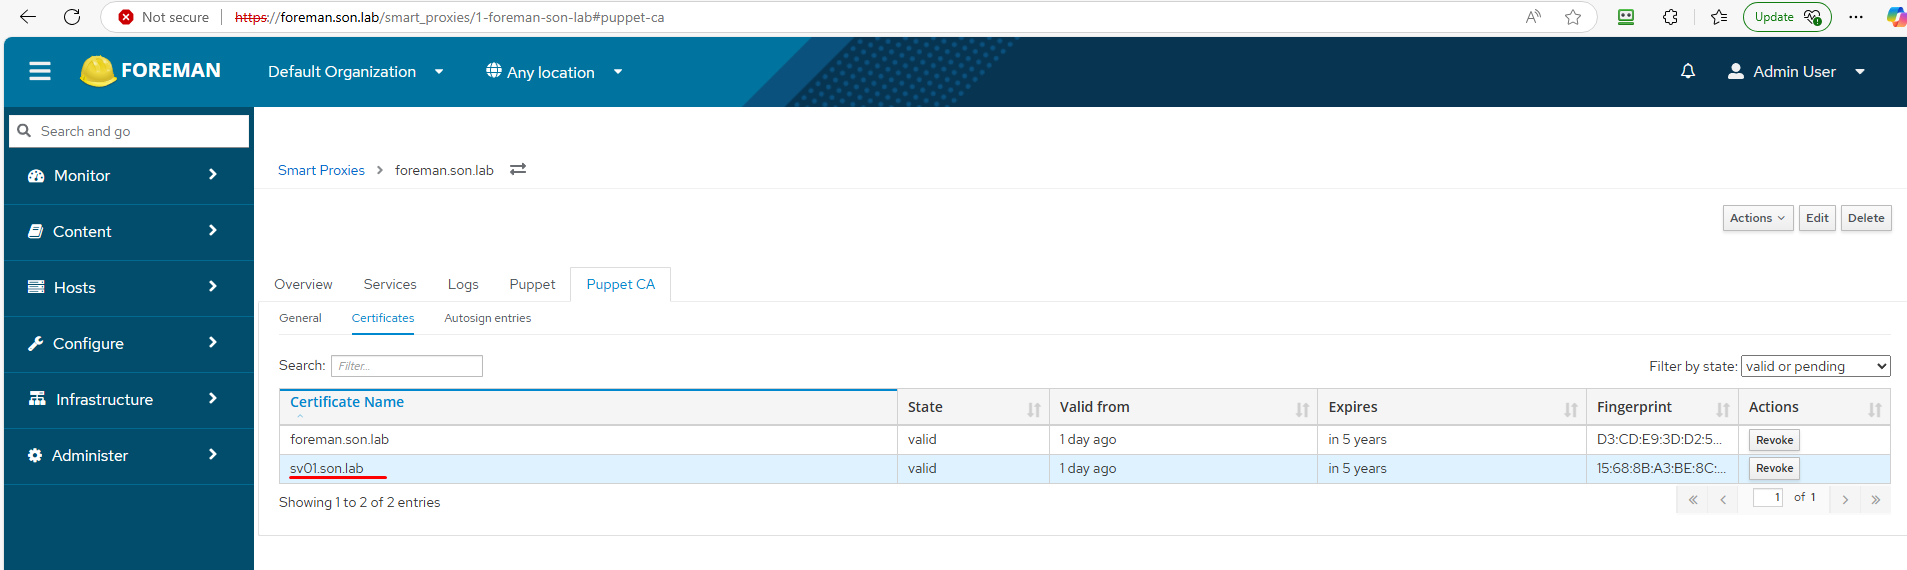 Not secure https://foreman.son.lab/smart_proxies/1-foreman-son-lab#puppet-ca Update
FOREMAN Default Organization Any location Admin User
Search and go
Monitor
Content
Hosts
Configure
Infrastructure
Administer
Smart Proxies foreman.son.lab
Actions Edit Delete
Overview Services Logs Puppet Puppet CA
General Certificates Autosign entries
Search: Filter... Filter by state: valid or pending
Certificate Name State Valid from Expires Fingerprint Actions
foreman.son.lab valid 1 day ago in 5 years D3:CD:E9:3D:D2:5... Revoke
sv01.son.lab valid 1 day ago in 5 years 15:68:8B:A3:BE:8C:... Revoke
Showing 1 to 2 of 2 entries « ‹ 1 of 1 › »